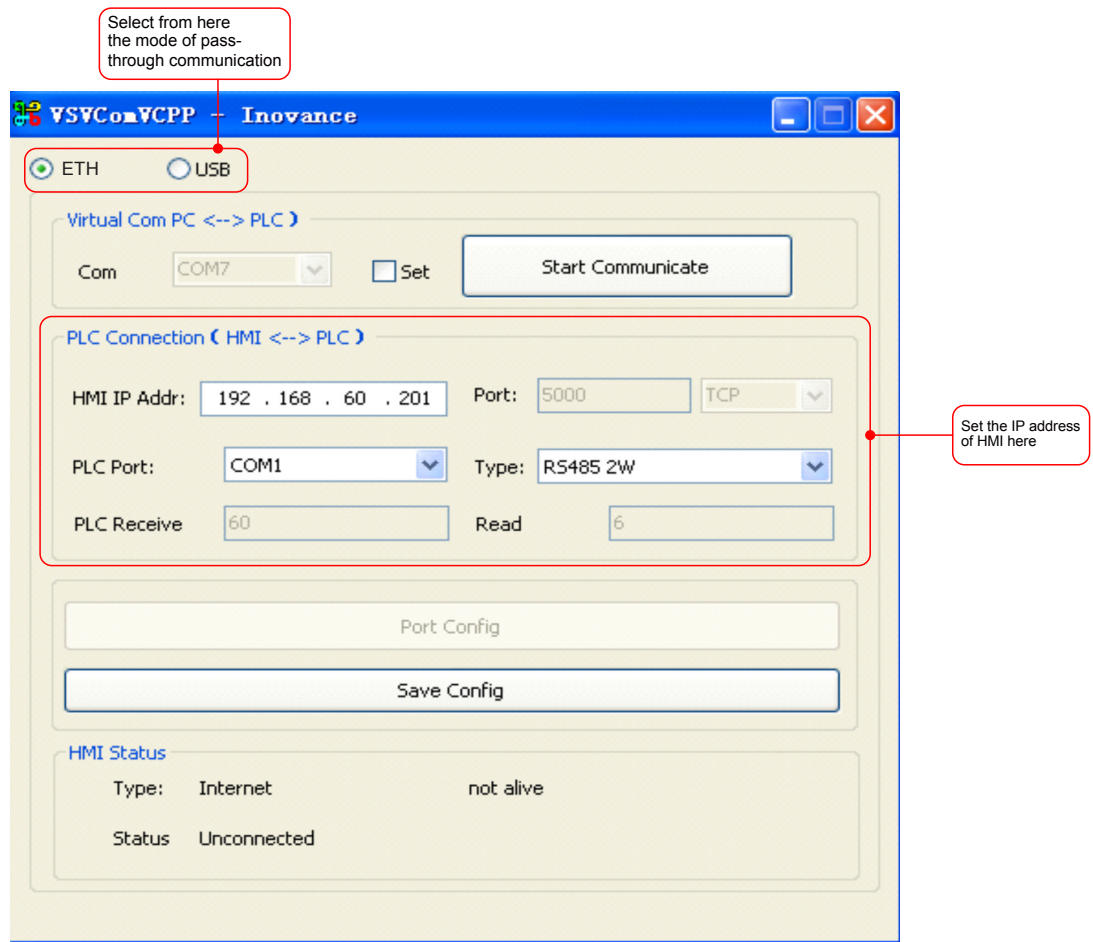 Select from here
the mode of pass-
through communication
VSVComVCPP - Inovance
ETH USB
Virtual Com PC <--> PLC )
Com COM7 Set Start Communicate
PLC Connection ( HMI <--> PLC )
HMI IP Addr: 192 . 168 . 60 . 201 Port: 5000 TCP
Set the IP address
of HMI here
PLC Port: COM1 Type: RS485 2W
PLC Receive 60 Read 6
Port Config
Save Config
HMI Status
Type: Internet not alive
Status Unconnected